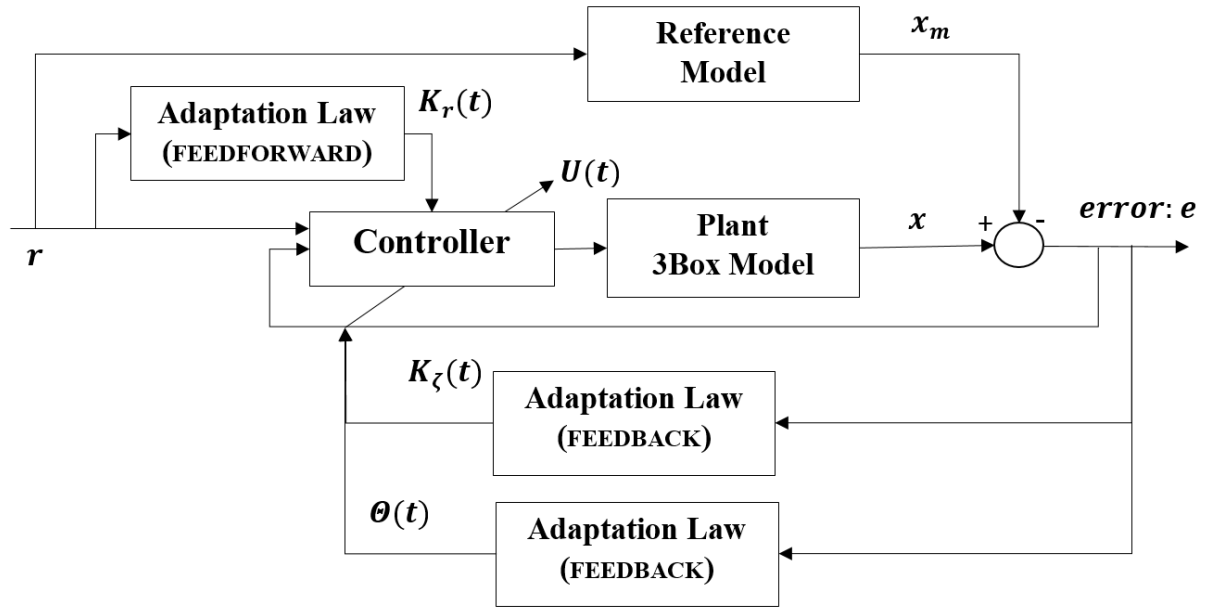 Reference
Model
x_m
Adaptation Law
(FEEDFORWARD)
K_r(t)
U(t)
r
Controller
Plant
3Box Model
x
+
-
error: e
K_ζ(t)
Adaptation Law
(FEEDBACK)
Θ(t)
Adaptation Law
(FEEDBACK)